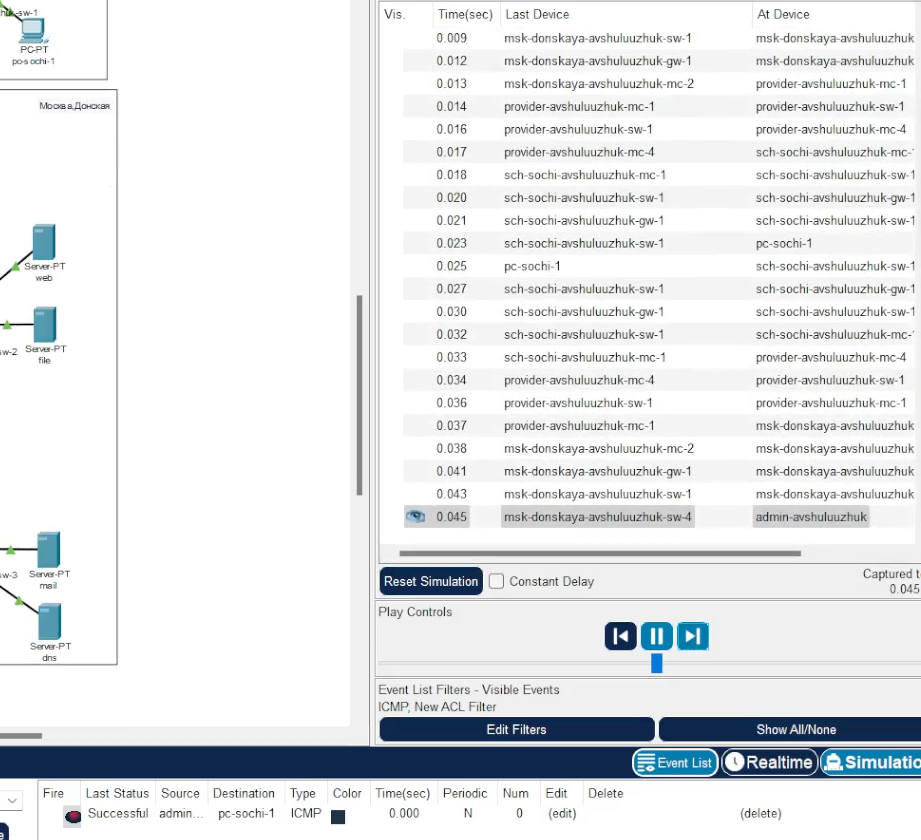 PC-PT
pc-s ochi-1
Москва,Донская
Server-PT
web
Server-PT
file
sw-2
Server-PT
mail
sw-3
Server-PT
dns
Vis. Time(sec) Last Device At Device
0.009 msk-donskaya-avshuluuzhuk-sw-1 msk-donskaya-avshuluuzhuk
0.012 msk-donskaya-avshuluuzhuk-gw-1 msk-donskaya-avshuluuzhuk
0.013 msk-donskaya-avshuluuzhuk-mc-2 provider-avshuluuzhuk-mc-1
0.014 provider-avshuluuzhuk-mc-1 provider-avshuluuzhuk-sw-1
0.016 provider-avshuluuzhuk-sw-1 provider-avshuluuzhuk-mc-4
0.017 provider-avshuluuzhuk-mc-4 sch-sochi-avshuluuzhuk-mc-
0.018 sch-sochi-avshuluuzhuk-mc-1 sch-sochi-avshuluuzhuk-sw-1
0.020 sch-sochi-avshuluuzhuk-sw-1 sch-sochi-avshuluuzhuk-gw-1
0.021 sch-sochi-avshuluuzhuk-gw-1 sch-sochi-avshuluuzhuk-sw-1
0.023 sch-sochi-avshuluuzhuk-sw-1 pc-sochi-1
0.025 pc-sochi-1 sch-sochi-avshuluuzhuk-sw-1
0.027 sch-sochi-avshuluuzhuk-sw-1 sch-sochi-avshuluuzhuk-gw-1
0.030 sch-sochi-avshuluuzhuk-gw-1 sch-sochi-avshuluuzhuk-sw-1
0.032 sch-sochi-avshuluuzhuk-sw-1 sch-sochi-avshuluuzhuk-mc-
0.033 sch-sochi-avshuluuzhuk-mc-1 provider-avshuluuzhuk-mc-4
0.034 provider-avshuluuzhuk-mc-4 provider-avshuluuzhuk-sw-1
0.036 provider-avshuluuzhuk-sw-1 provider-avshuluuzhuk-mc-1
0.037 provider-avshuluuzhuk-mc-1 msk-donskaya-avshuluuzhuk
0.038 msk-donskaya-avshuluuzhuk-mc-2 msk-donskaya-avshuluuzhuk
0.041 msk-donskaya-avshuluuzhuk-gw-1 msk-donskaya-avshuluuzhuk
0.043 msk-donskaya-avshuluuzhuk-sw-1 msk-donskaya-avshuluuzhuk
0.045 msk-donskaya-avshuluuzhuk-sw-4 admin-avshuluuzhuk
Reset Simulation Constant Delay Captured t
0.045
Play Controls
Event List Filters - Visible Events
ICMP, New ACL Filter
Edit Filters Show All/None
Event List Realtime Simulatio
Fire Last Status Source Destination Type Color Time(sec) Periodic Num Edit Delete
Successful admin... pc-sochi-1 ICMP 0.000 N 0 (edit) (delete)